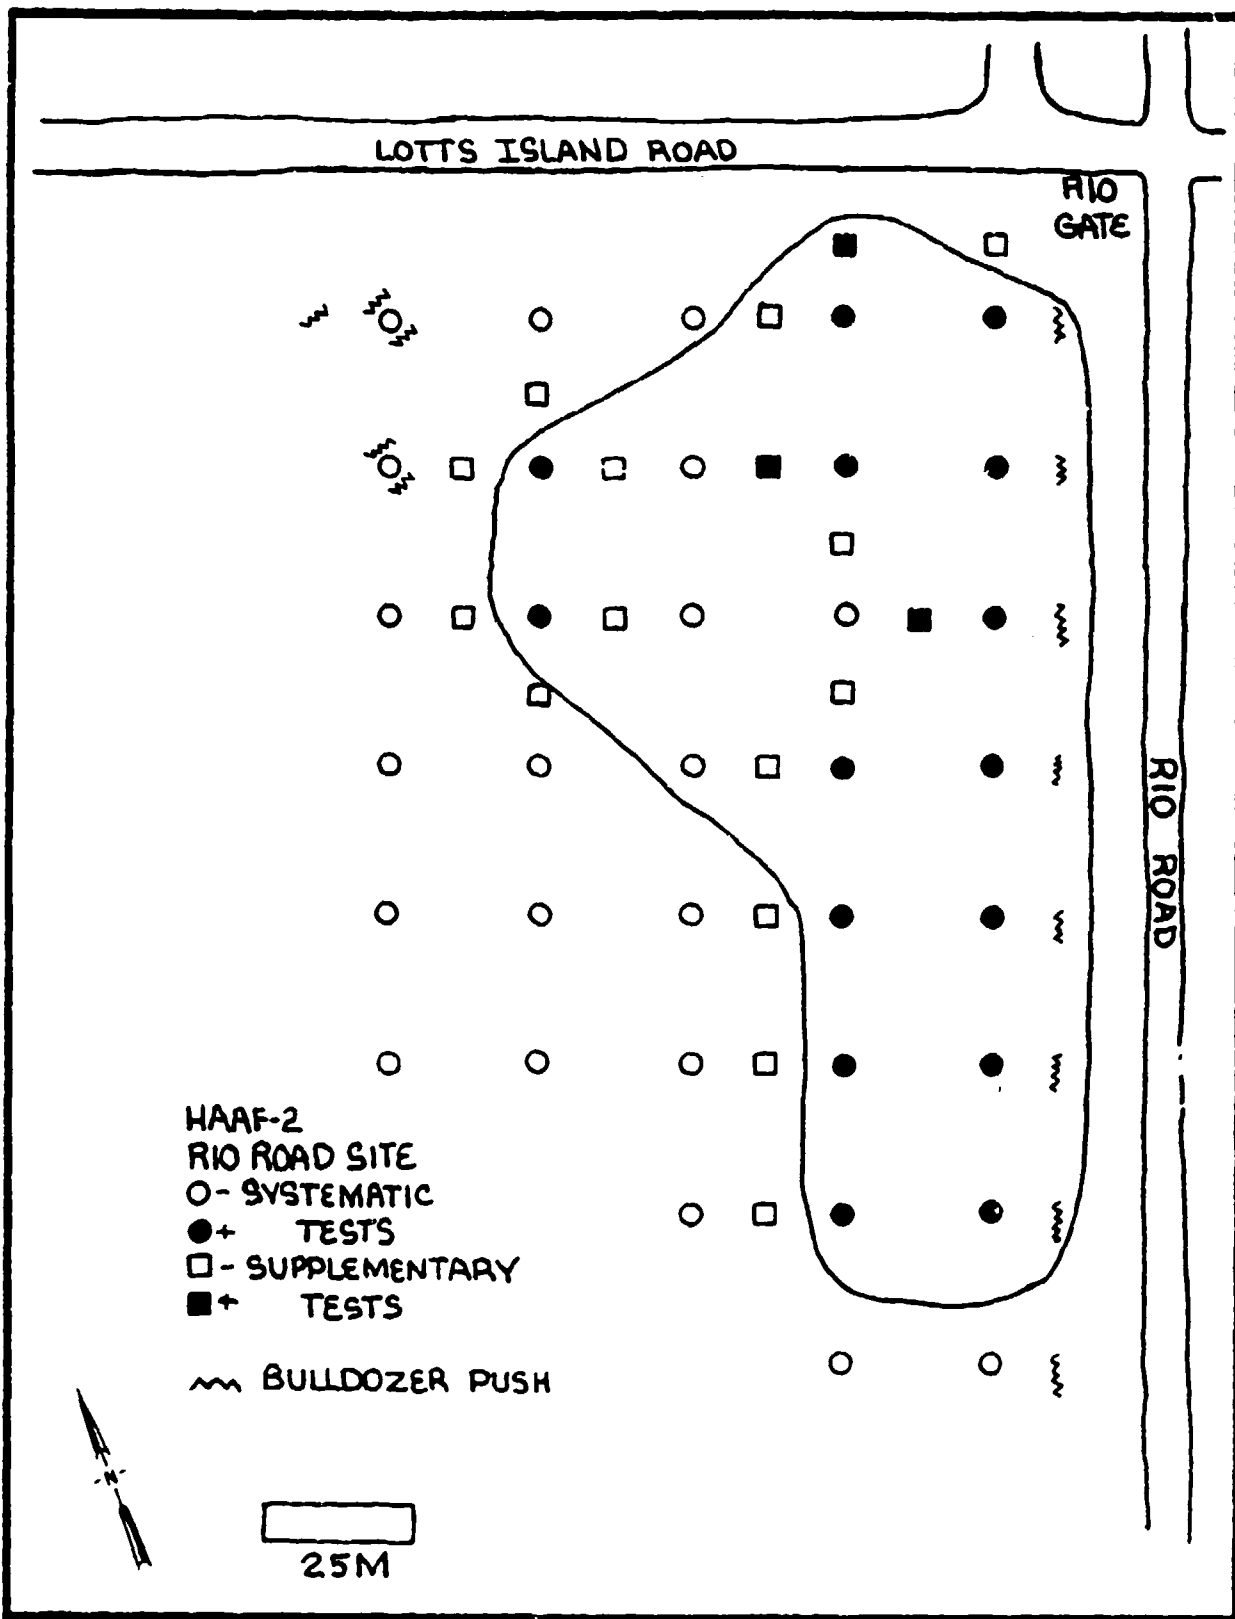 LOTTS ISLAND ROAD
RIO
GATE
RIO ROAD
HAAF-2
RIO ROAD SITE
O - SYSTEMATIC
● + TESTS
□ - SUPPLEMENTARY
■ + TESTS
BULLDOZER PUSH
-N-
25M